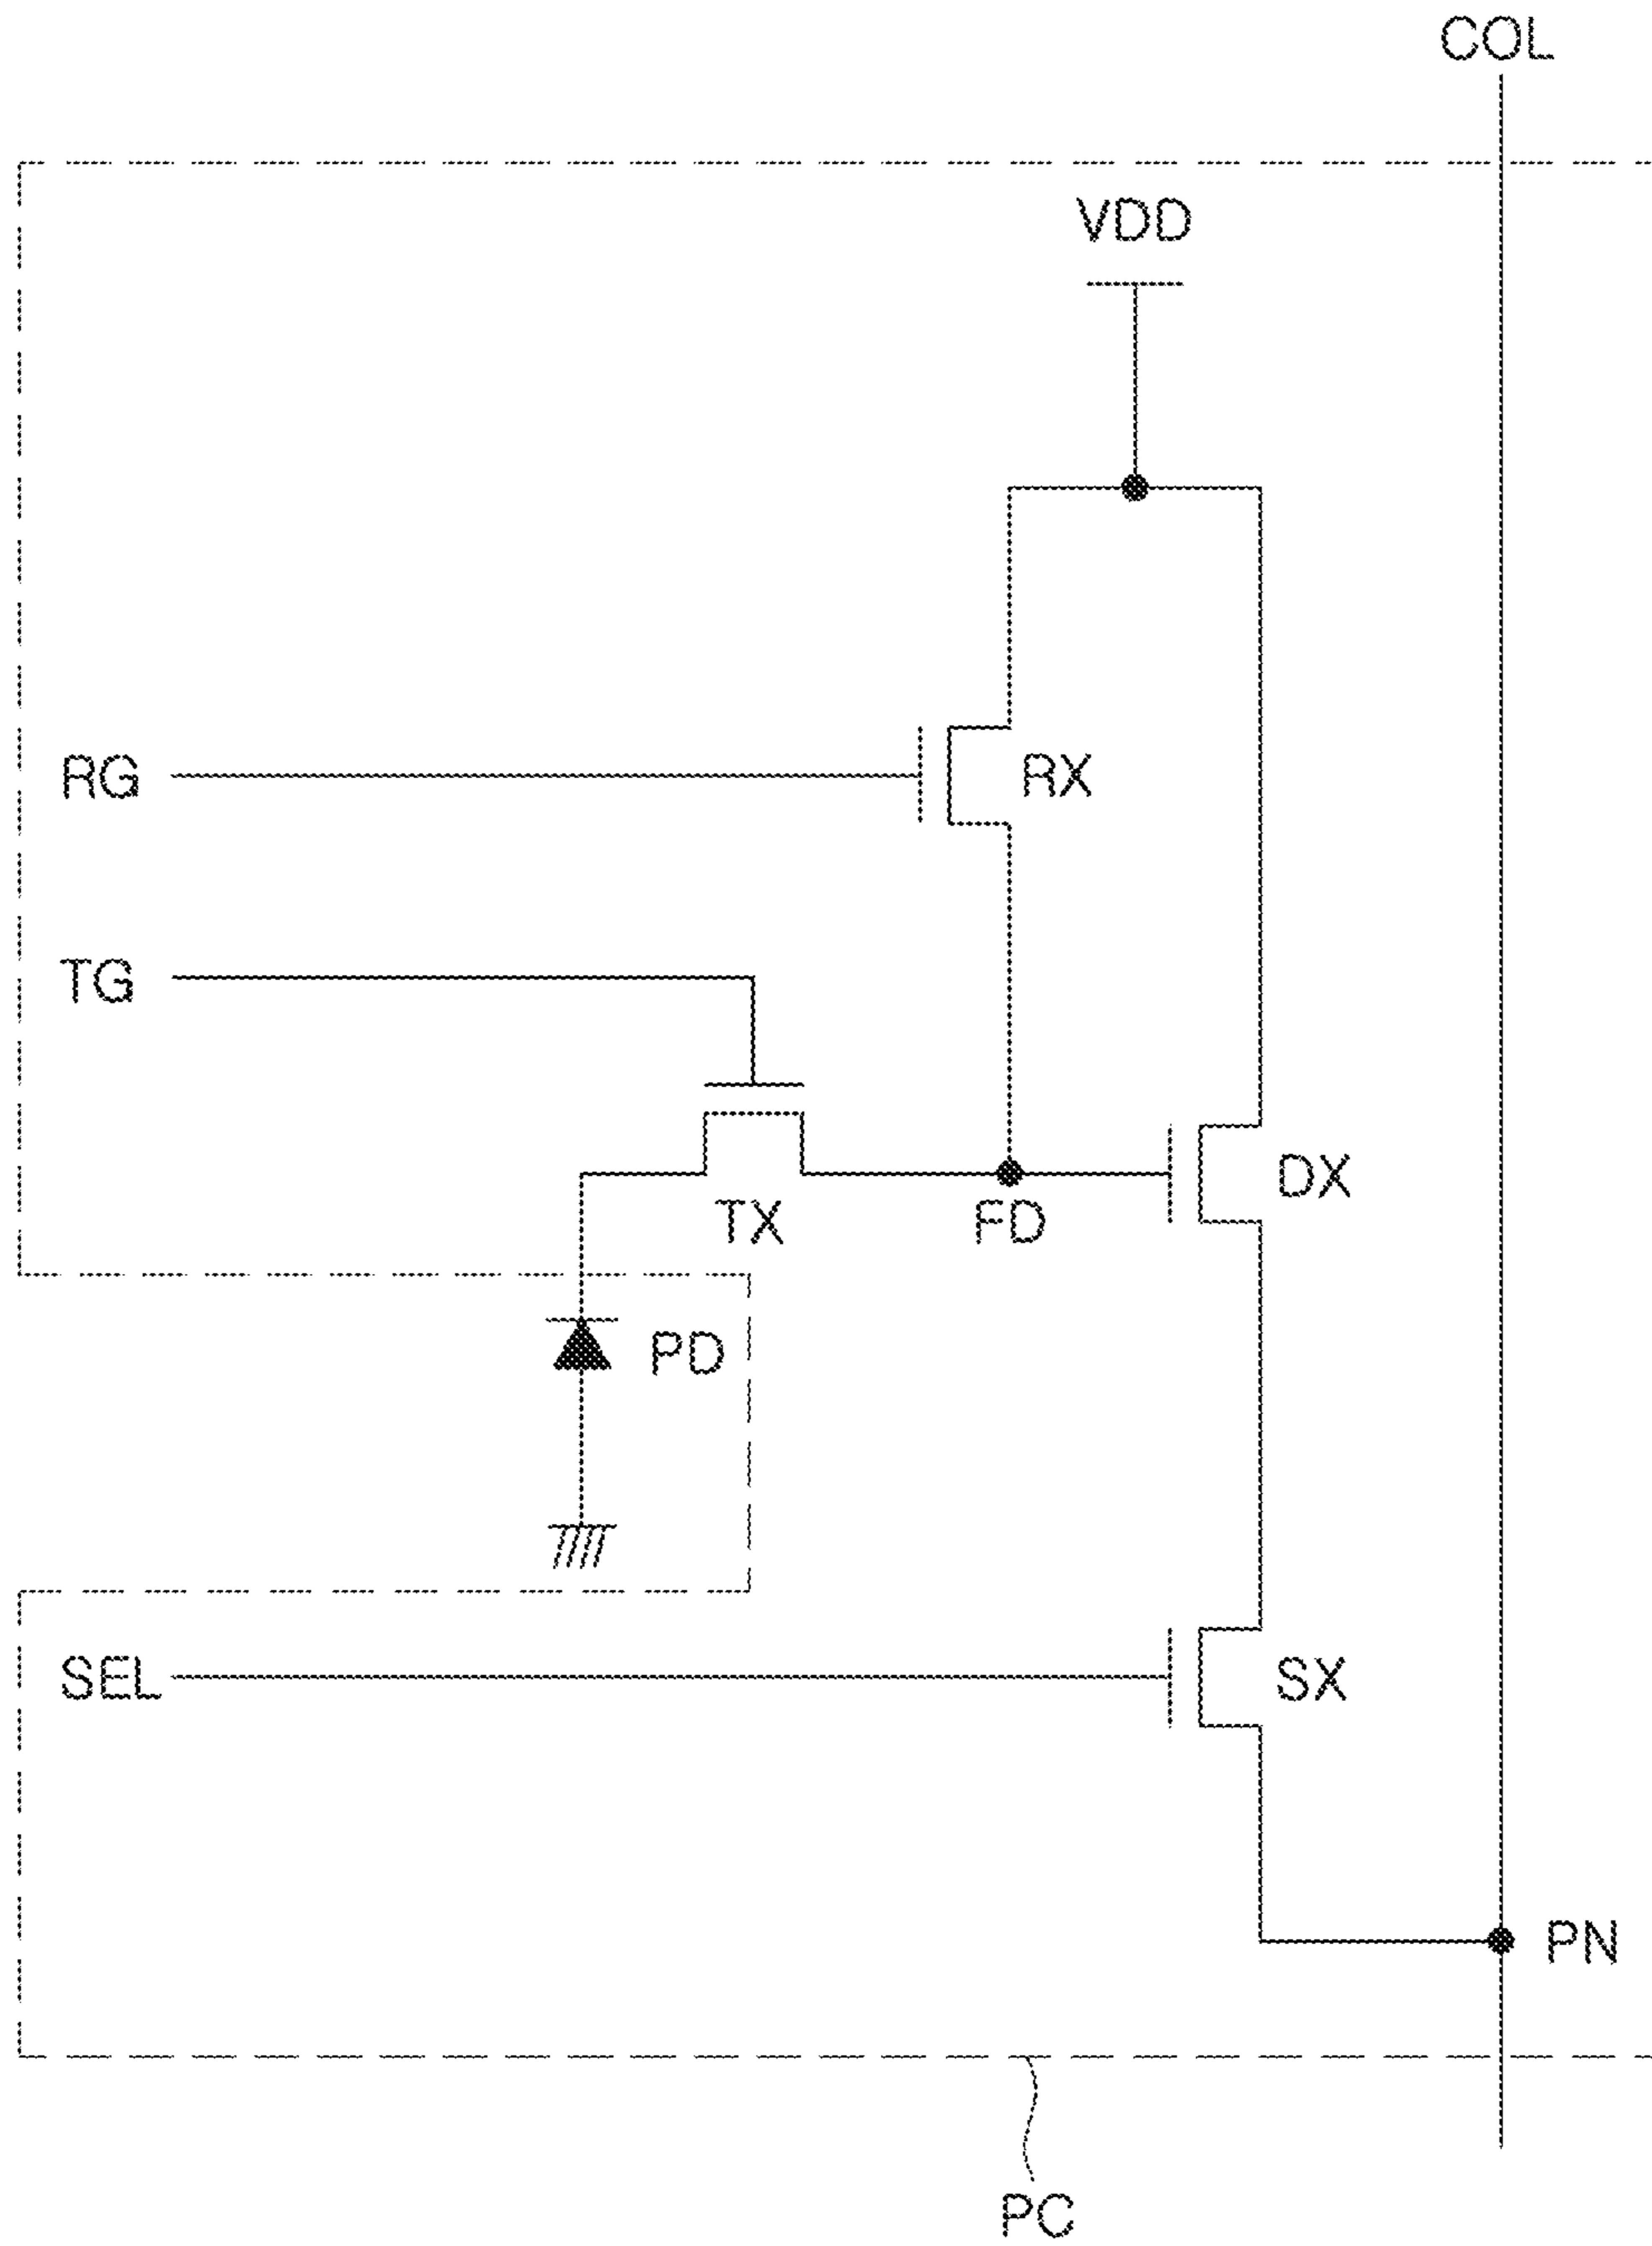 COL
VDD
RG
RX
TG
DX
TX
FD
PD
SEL
SX
PN
PC